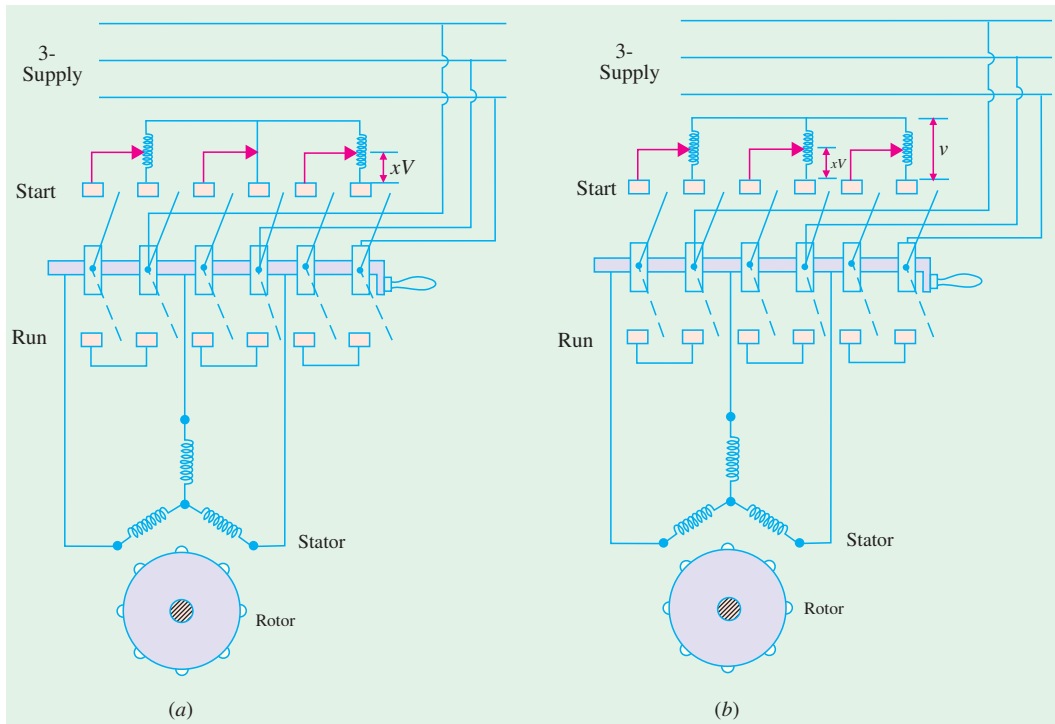 3-
Supply
xV
Start
Run
Stator
Rotor
(a)
3-
Supply
v
xV
Start
Run
Stator
Rotor
(b)